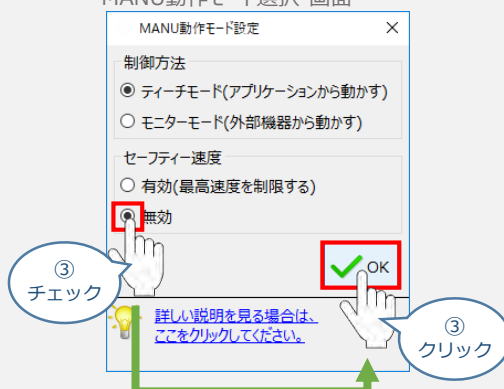 MANU動作モード選択 画面
MANU動作モード設定
制御方法
ティーチモード(アプリケーションから動かす)
モニターモード(外部機器から動かす)
セーフティー速度
有効(最高速度を制限する)
無効
③
チェック
OK
詳しい説明を見る場合は、
ここをクリックしてください。
③
クリック